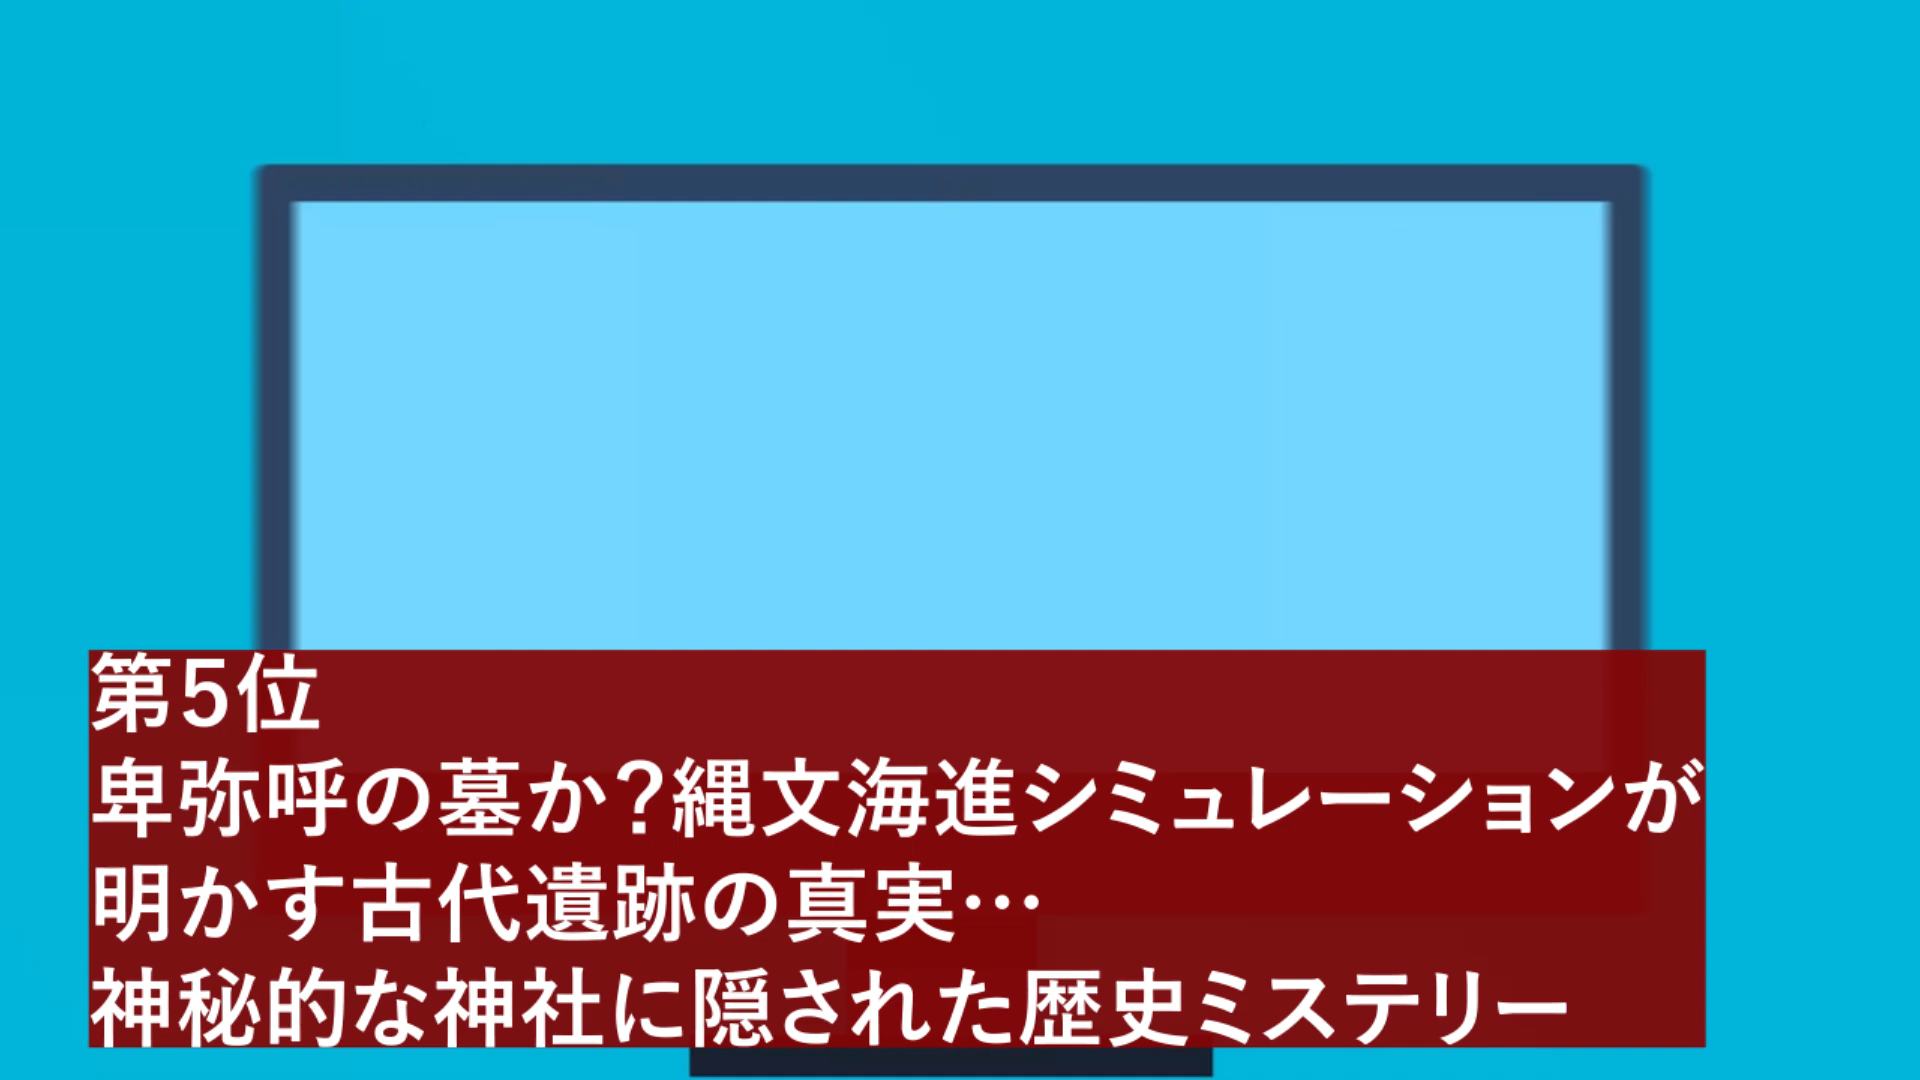 第5位
卑弥呼の墓か?縄文海進シミュレーションが
明かす古代遺跡の真実…
神秘的な神社に隠された歴史ミステリー